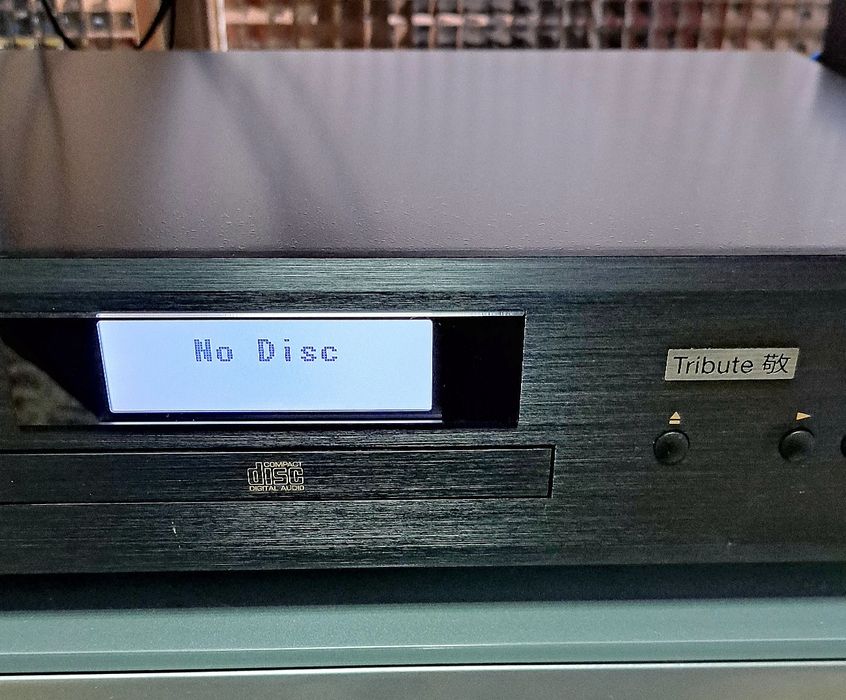 No Disc
Tribute 敬
COMPACT
disc
DIGITAL AUDIO